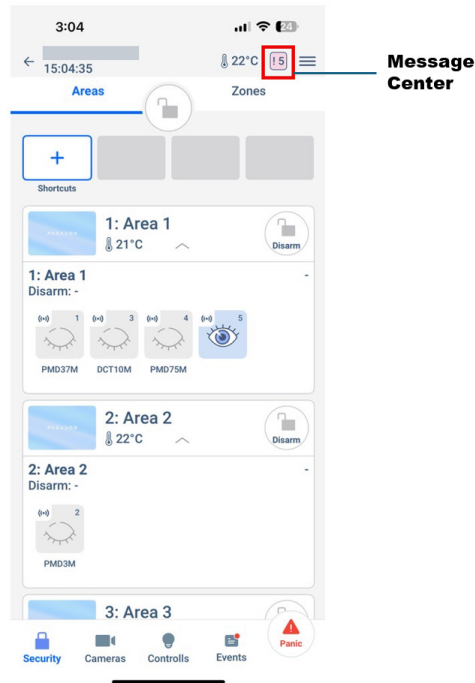 3:04
24
15:04:35
22°C
! 5
Message
Center
Areas
Zones
+
Shortcuts
PARADOX
1: Area 1
21°C
Disarm
1: Area 1
-
Disarm: -
1
3
4
5
PMD37M
DCT10M
PMD75M
PARADOX
2: Area 2
22°C
Disarm
2: Area 2
-
Disarm: -
2
PMD3M
3: Area 3
Security
Cameras
Controlls
Events
Panic